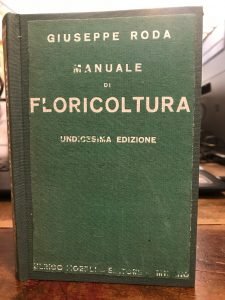 GIUSEPPE RODA
MANUALE
DI
FLORICOLTURA
UNDICESIMA EDIZIONE